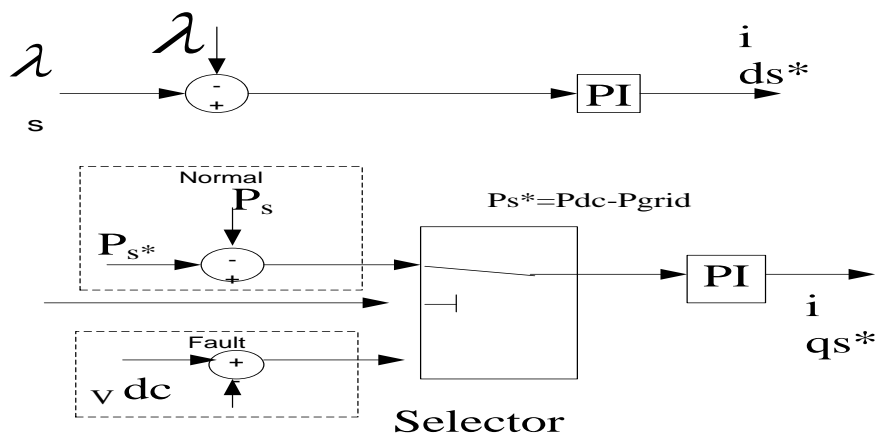 λ
λ
s
-
+
PI
i
ds*
Normal
Ps
Ps*
-
+
Ps*=Pdc-Pgrid
PI
i
qs*
Fault
+
-
v dc
Selector